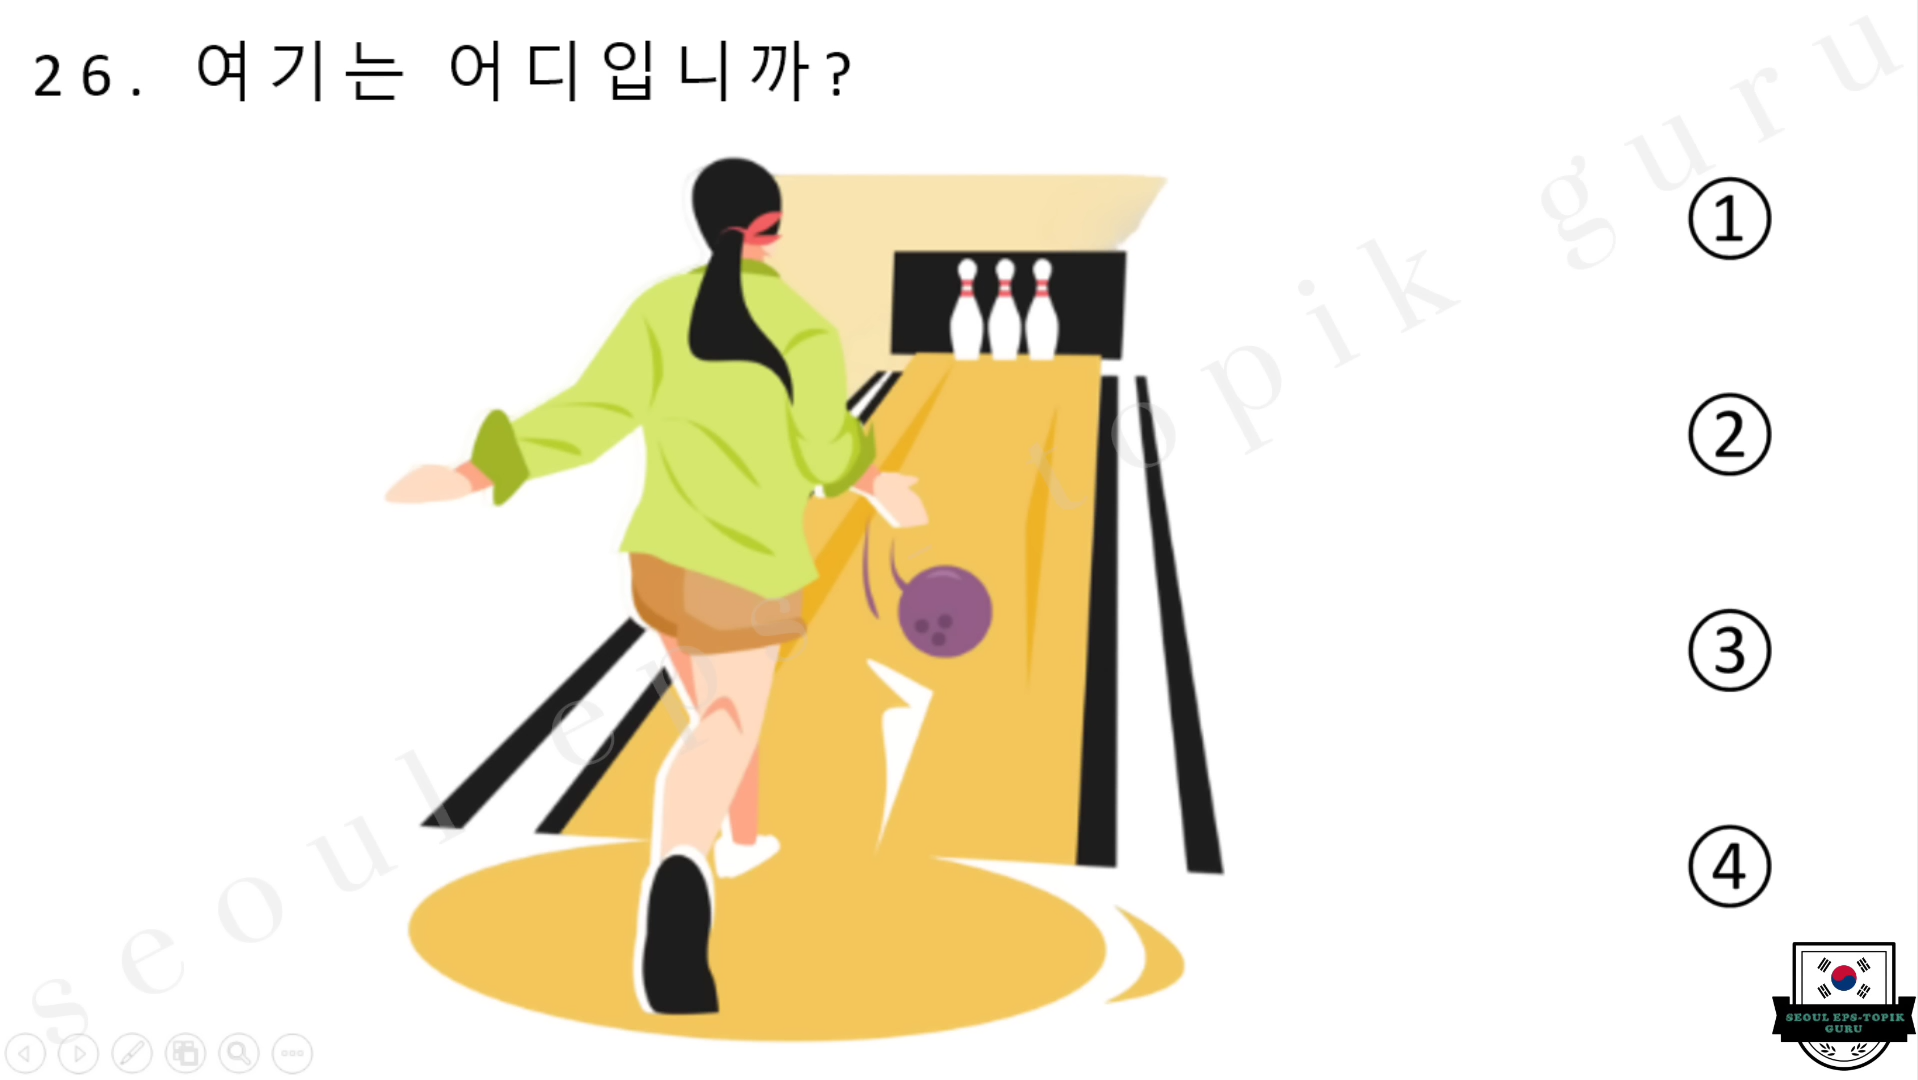 26. 여기는 어디입니까?
①
②
③
④
seoul eps topik guru
SEOUL EPS-TOPIK
GURU